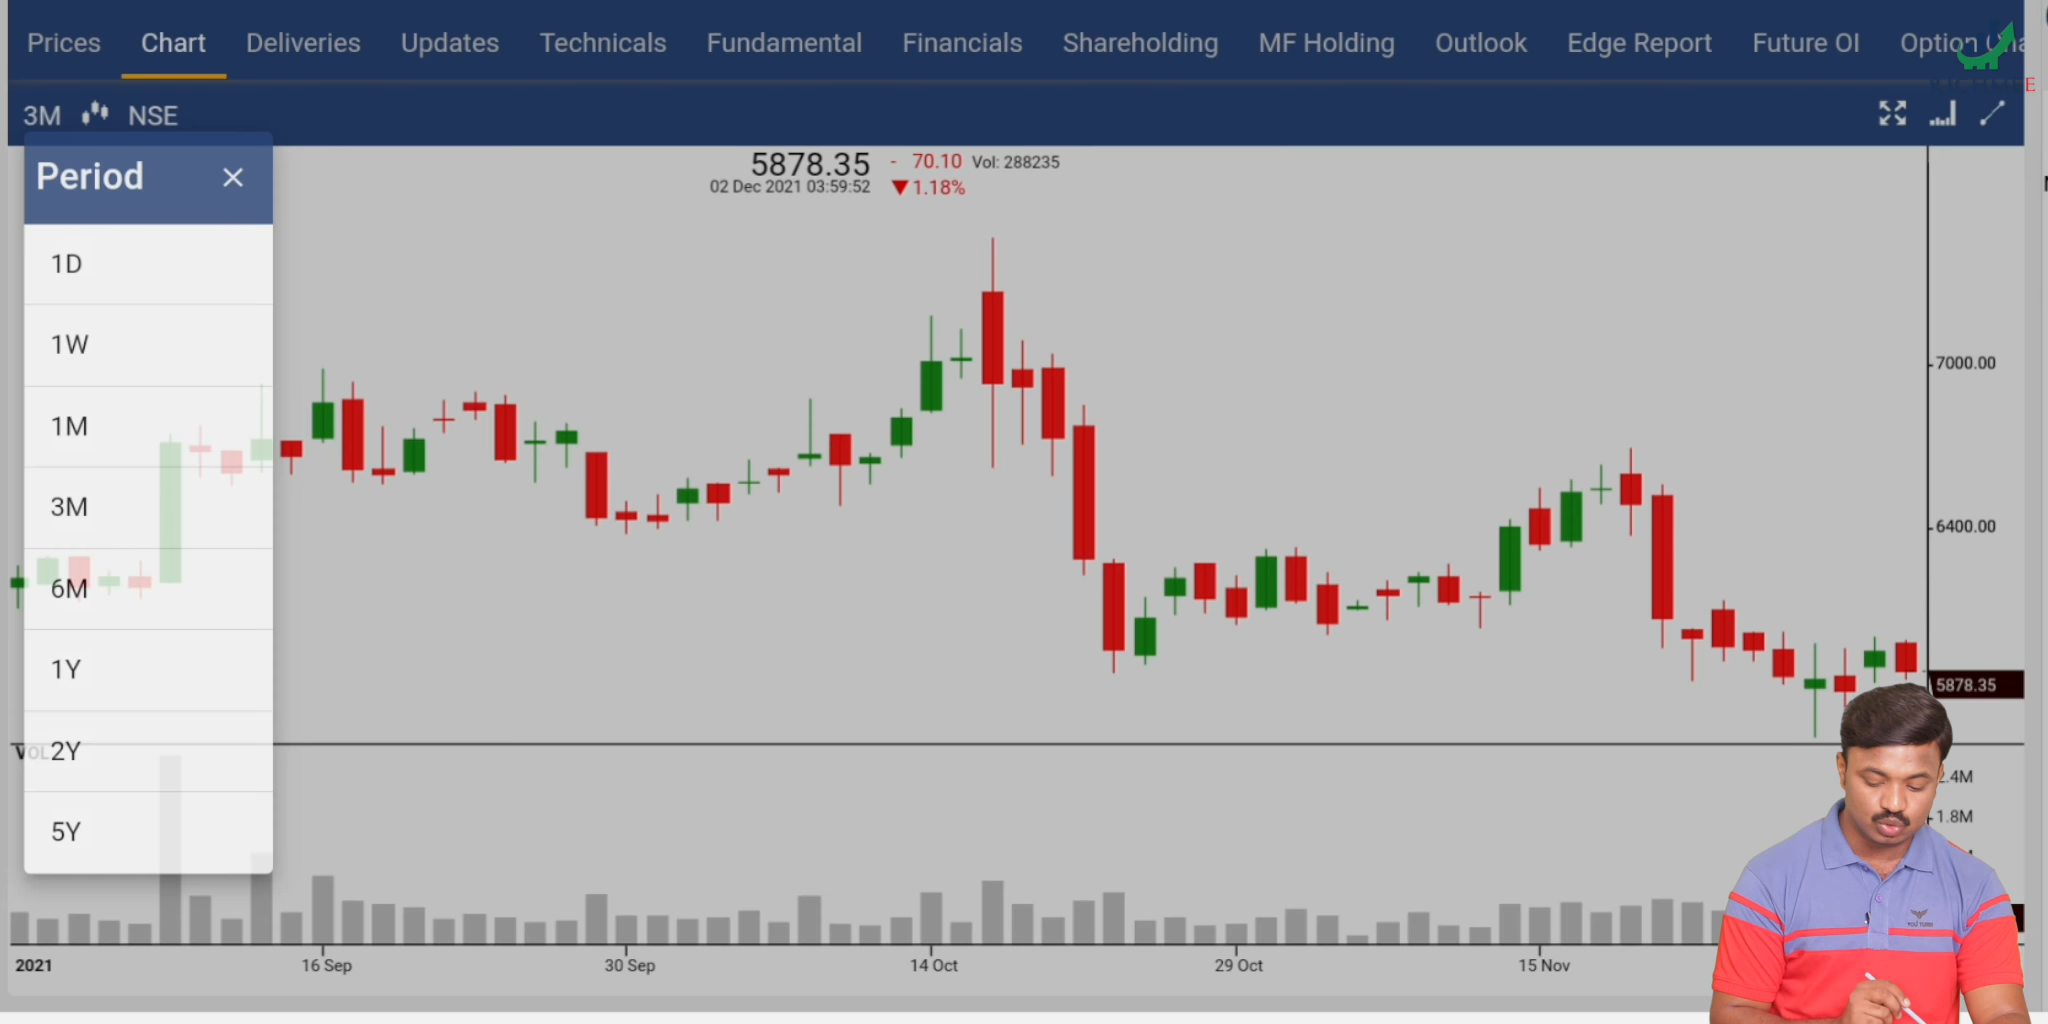 Prices Chart Deliveries Updates Technicals Fundamental Financials Shareholding MF Holding Outlook Edge Report Future OI Option
3M NSE
Period ×
1D
1W
1M
3M
6M
1Y
2Y
5Y
5878.35 - 70.10 Vol: 288235
02 Dec 2021 03:59:52 ▼1.18%
7000.00
6400.00
5878.35
VOL
2.4M
1.8M
2021 16 Sep 30 Sep 14 Oct 29 Oct 15 Nov